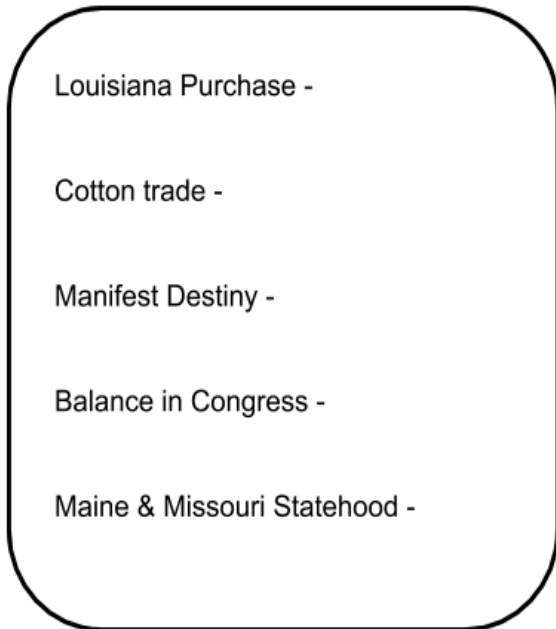 Louisiana Purchase -
Cotton trade -
Manifest Destiny -
Balance in Congress -
Maine & Missouri Statehood -